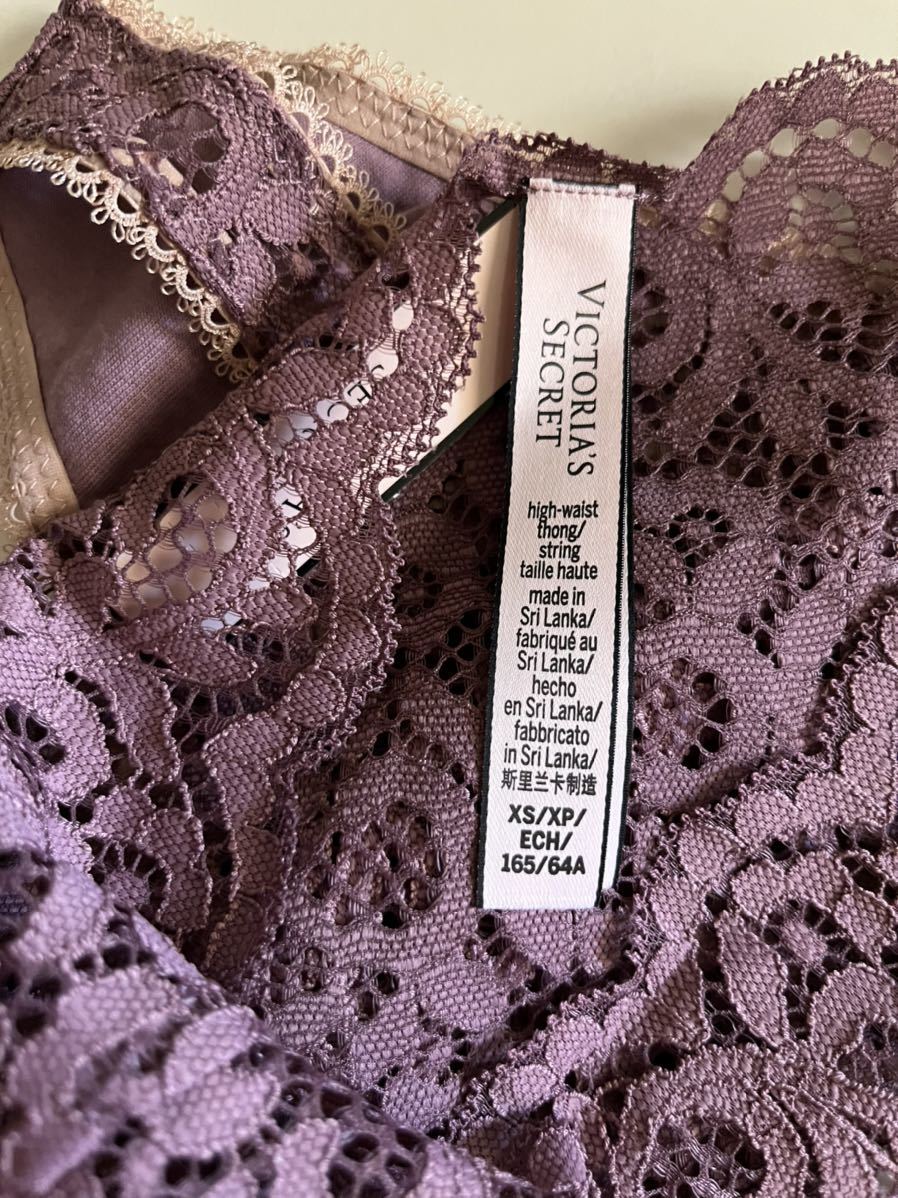 VICTORIA'S
SECRET
high-waist
thong/
string
taille haute
made in
Sri Lanka/
fabriqué au
Sri Lanka/
hecho
en Sri Lanka/
fabbricato
in Sri Lanka/
斯里兰卡制造
XS/XP/
ECH/
165/64A